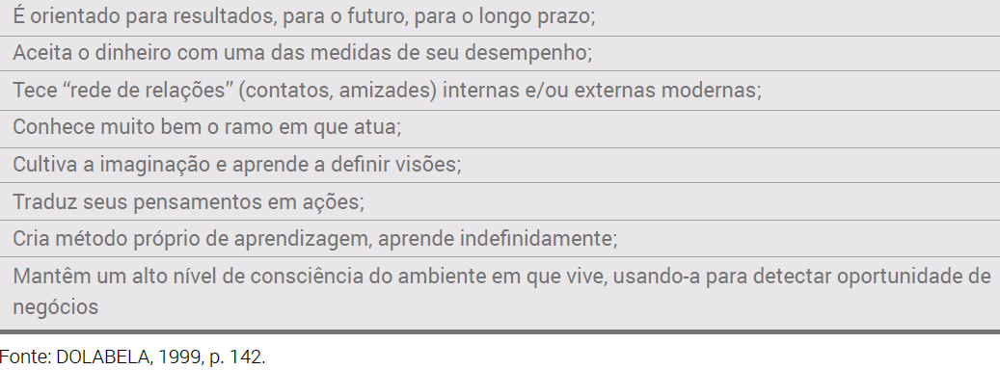 É orientado para resultados, para o futuro, para o longo prazo;
Aceita o dinheiro com uma das medidas de seu desempenho;
Tece “rede de relações” (contatos, amizades) internas e/ou externas modernas;
Conhece muito bem o ramo em que atua;
Cultiva a imaginação e aprende a definir visões;
Traduz seus pensamentos em ações;
Cria método próprio de aprendizagem, aprende indefinidamente;
Mantêm um alto nível de consciência do ambiente em que vive, usando-a para detectar oportunidade de
negócios
Fonte: DOLABELA, 1999, p. 142.